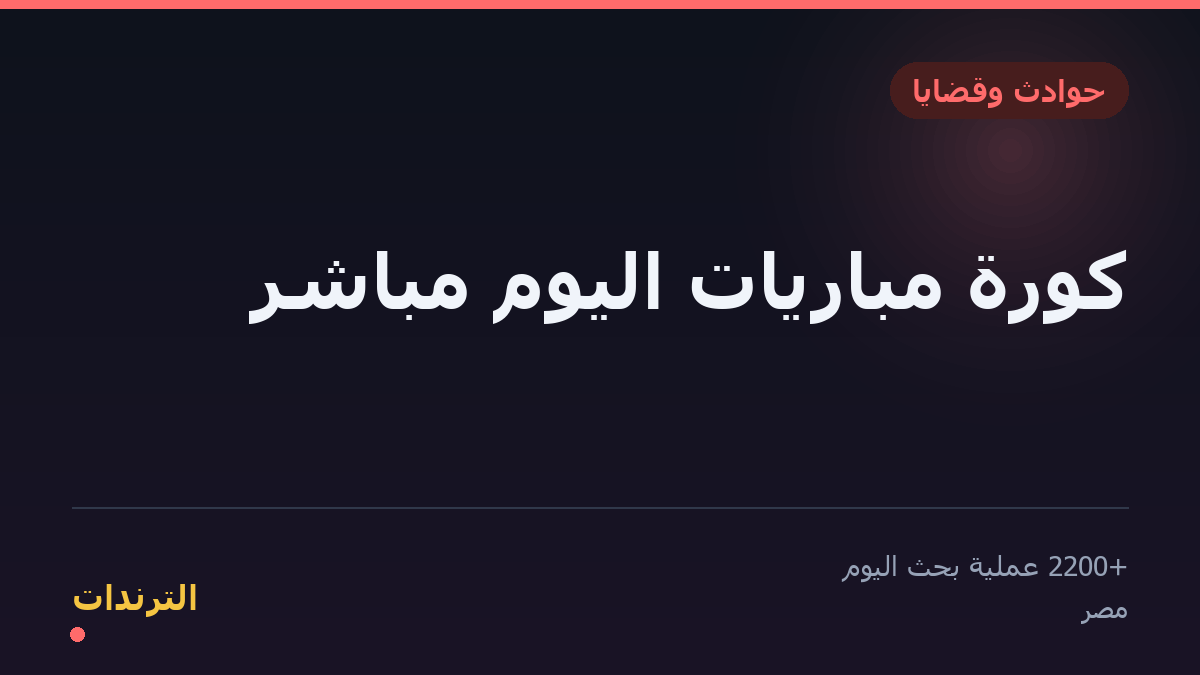 حوادث وقضايا
كورة مباريات اليوم مباشر
+2200 عملية بحث اليوم
مصر
الترندات